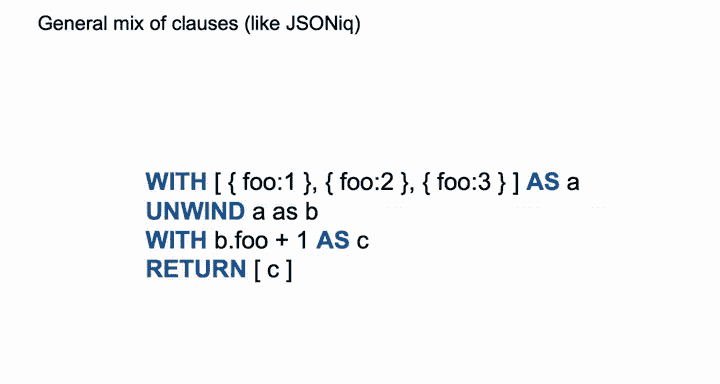 General mix of clauses (like JSONiq)
WITH [ { foo:1 }, { foo:2 }, { foo:3 } ] AS a
UNWIND a as b
WITH b.foo + 1 AS c
RETURN [ c ]